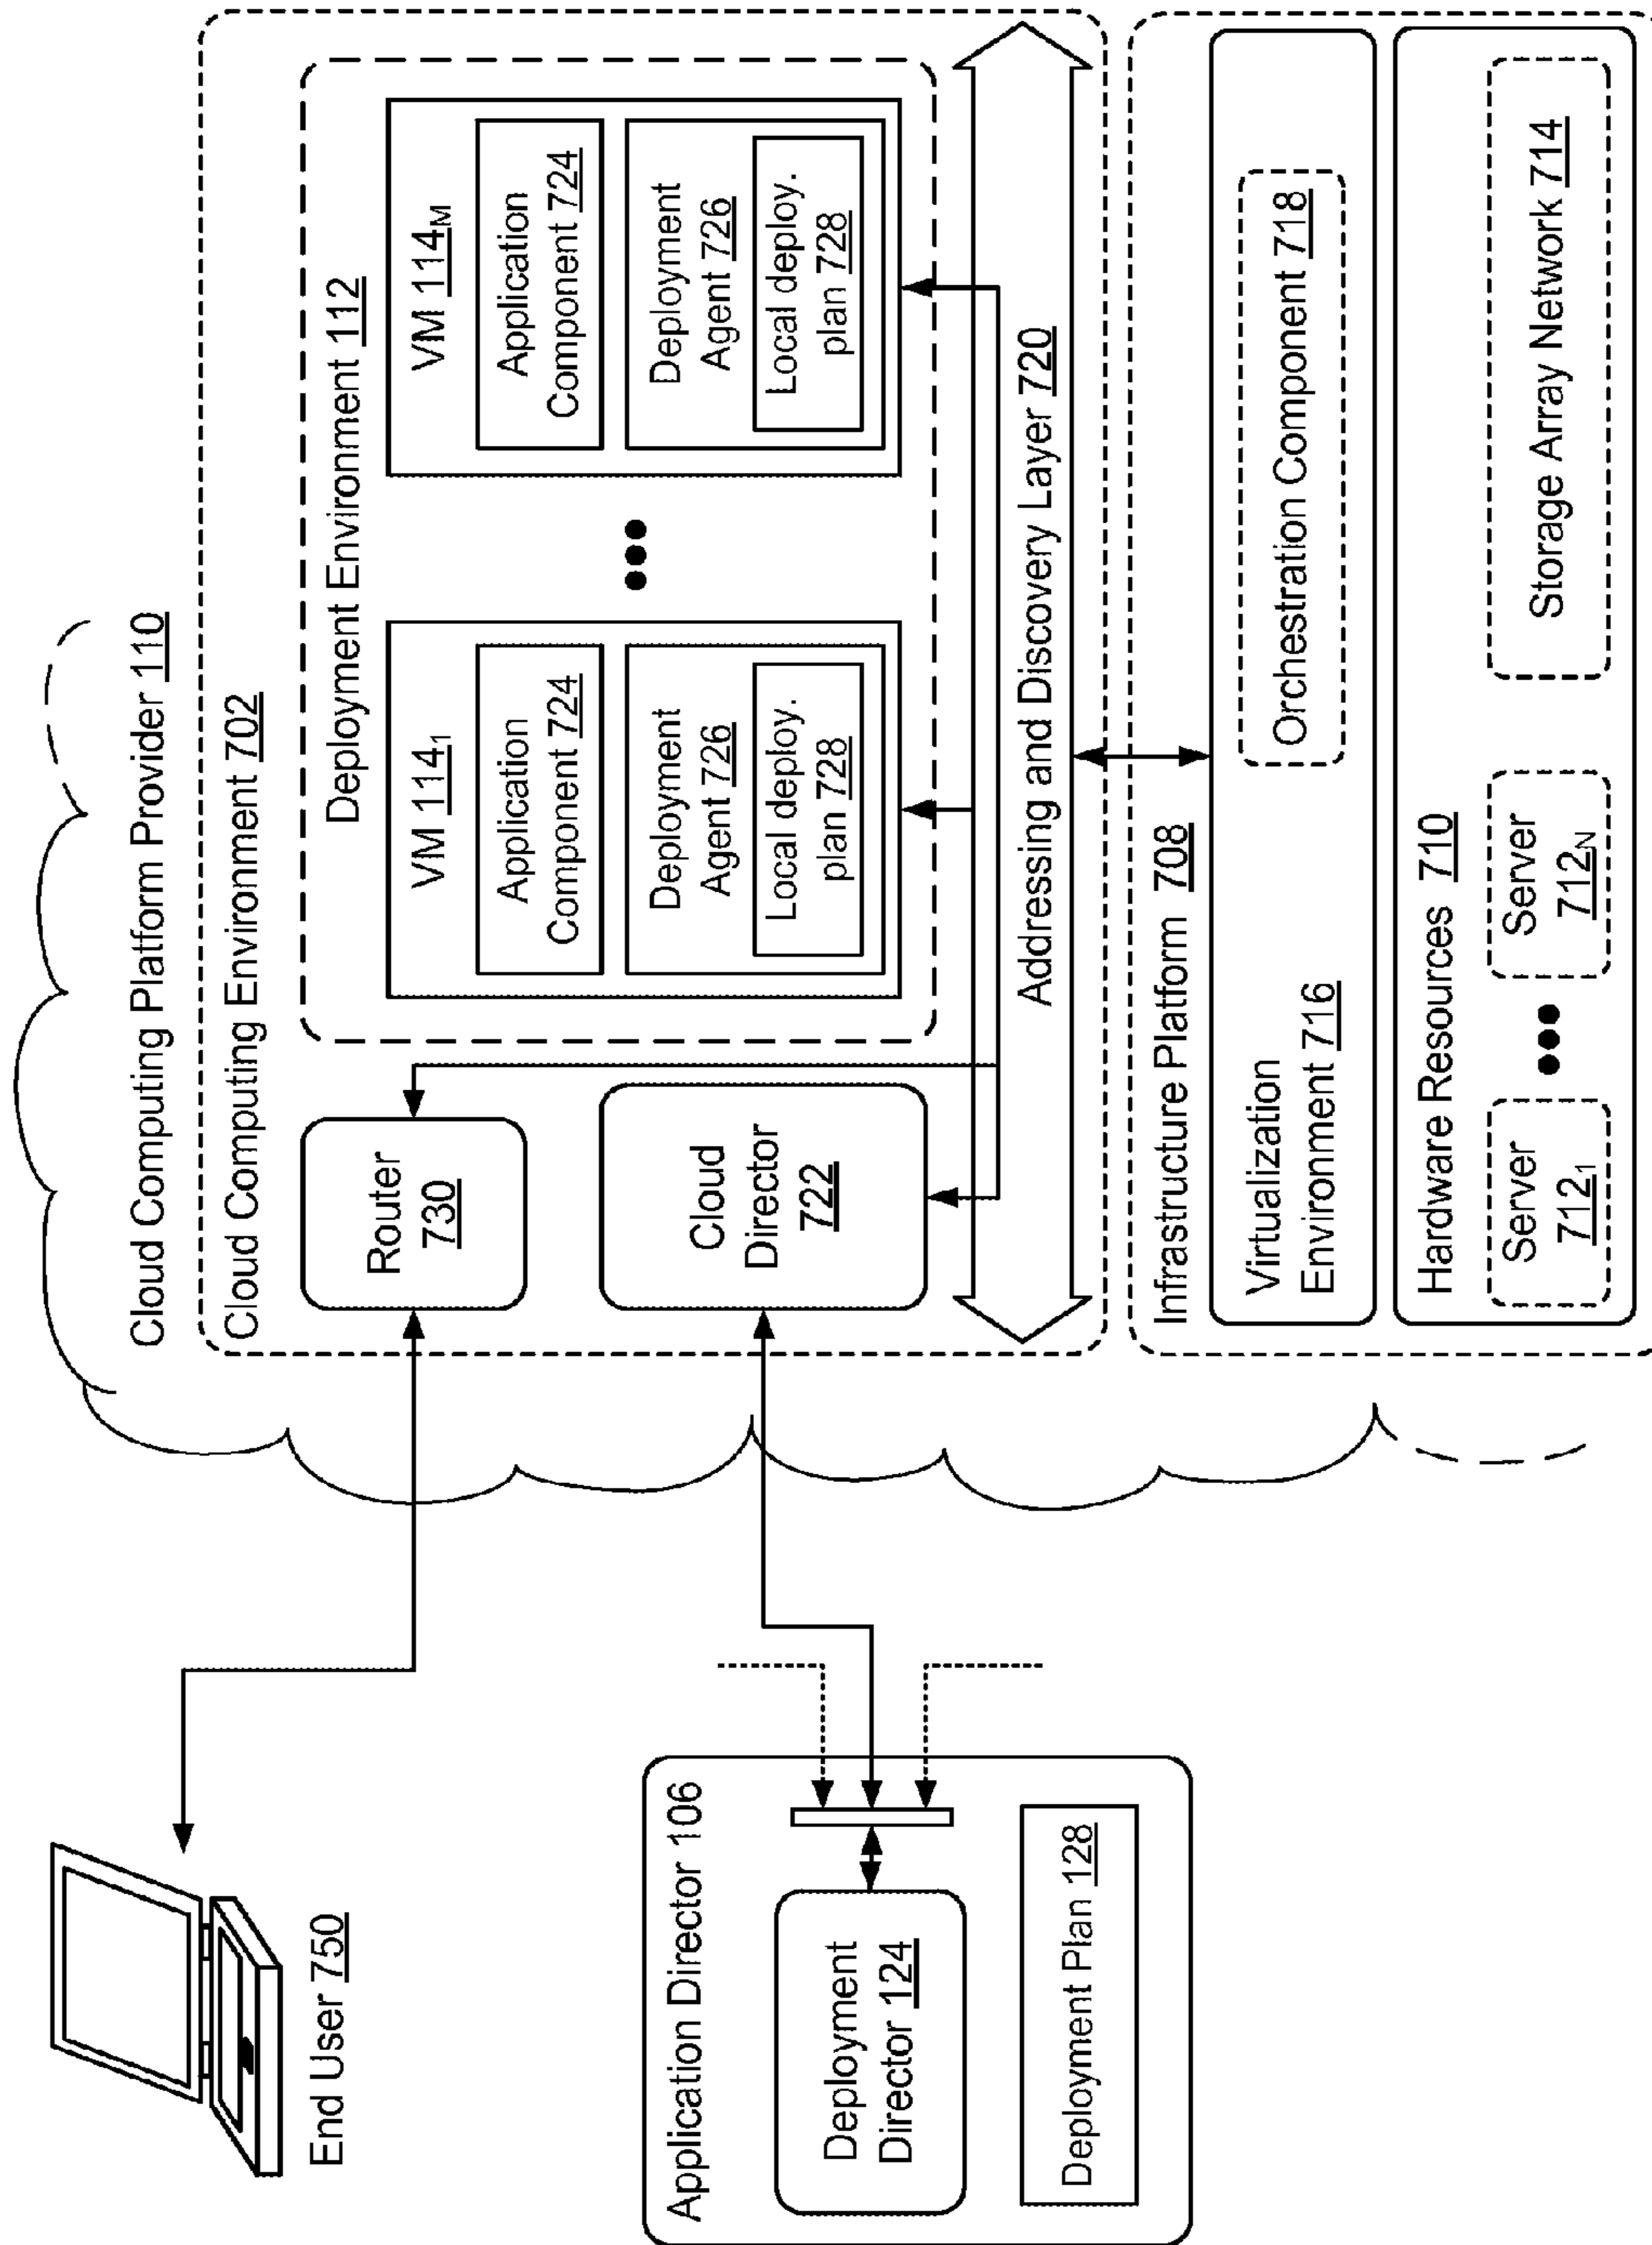 Cloud Computing Platform Provider 110
Cloud Computing Environment 702
Deployment Environment 112
Router
730
Cloud
Director
722
VM 114₁
Application
Component 724
Deployment
Agent 726
Local deploy.
plan 728
VM 114M
Application
Component 724
Deployment
Agent 726
Local deploy.
plan 728
Addressing and Discovery Layer 720
Infrastructure Platform 708
Virtualization
Environment 716
Orchestration Component 718
Hardware Resources 710
Server
712₁
Server
712N
Storage Array Network 714
End User 750
Application Director 106
Deployment
Director 124
Deployment Plan 128